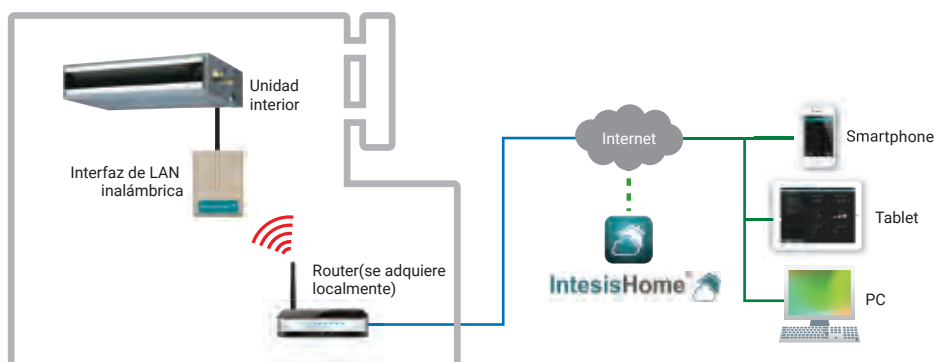 Unidad
interior
Interfaz de LAN
inalámbrica
Router(se adquiere
localmente)
Internet
IntesisHome
Smartphone
Tablet
PC